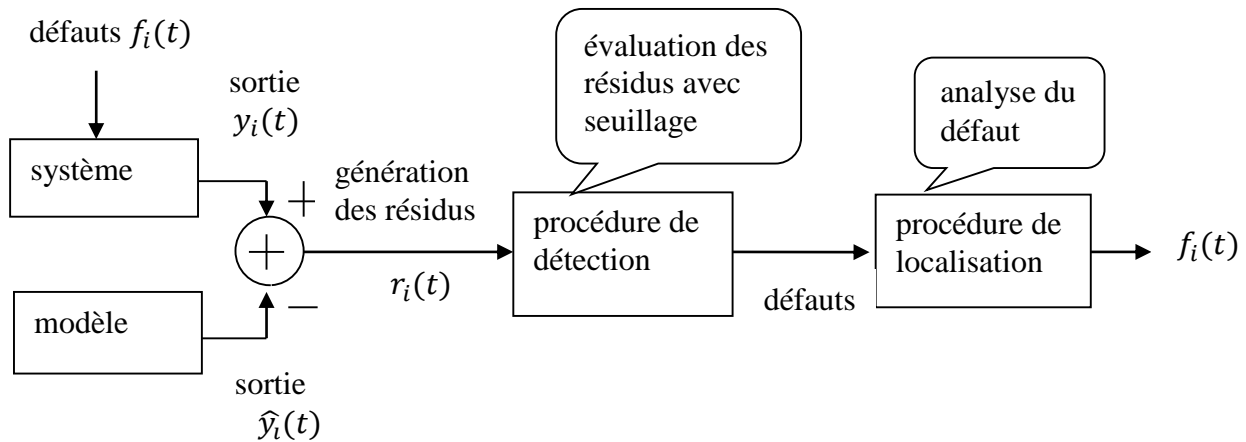 défauts f_i(t)
sortie
y_i(t)
système
+
génération
des résidus
+
r_i(t)
−
modèle
sortie
ŷ_i(t)
évaluation des
résidus avec
seuillage
procédure de
détection
défauts
analyse du
défaut
procédure de
localisation
f_i(t)